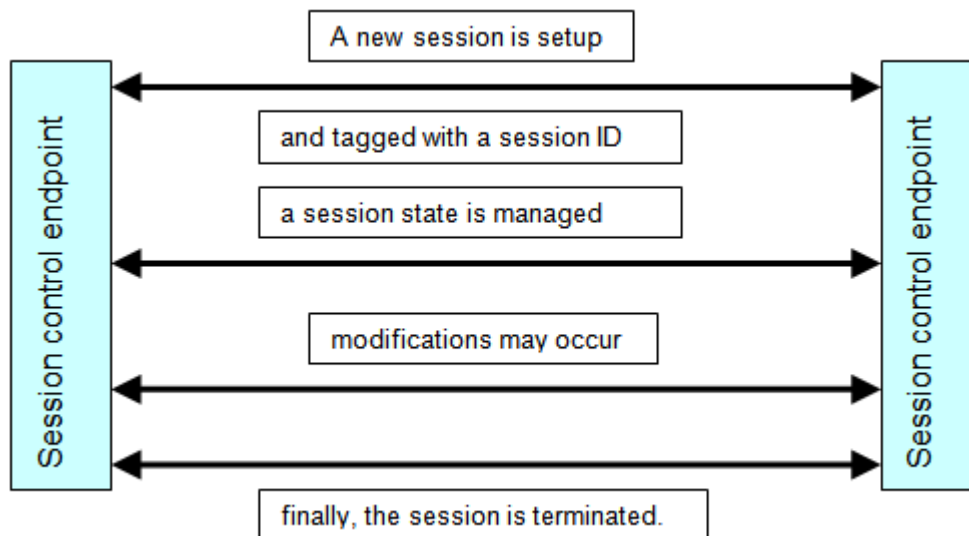 A new session is setup
Session control endpoint
and tagged with a session ID
a session state is managed
modifications may occur
finally, the session is terminated.
Session control endpoint